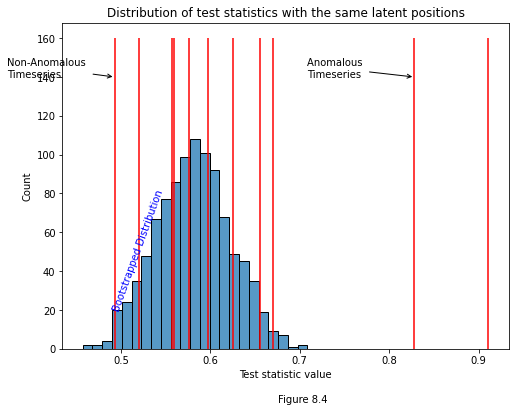 Distribution of test statistics with the same latent positions
160
Non-Anomalous
Timeseries
Anomalous
Timeseries
140
120
100
Count
80
Bootstrapped Distribution
60
40
20
0
0.5
0.6
0.7
0.8
0.9
Test statistic value
Figure 8.4